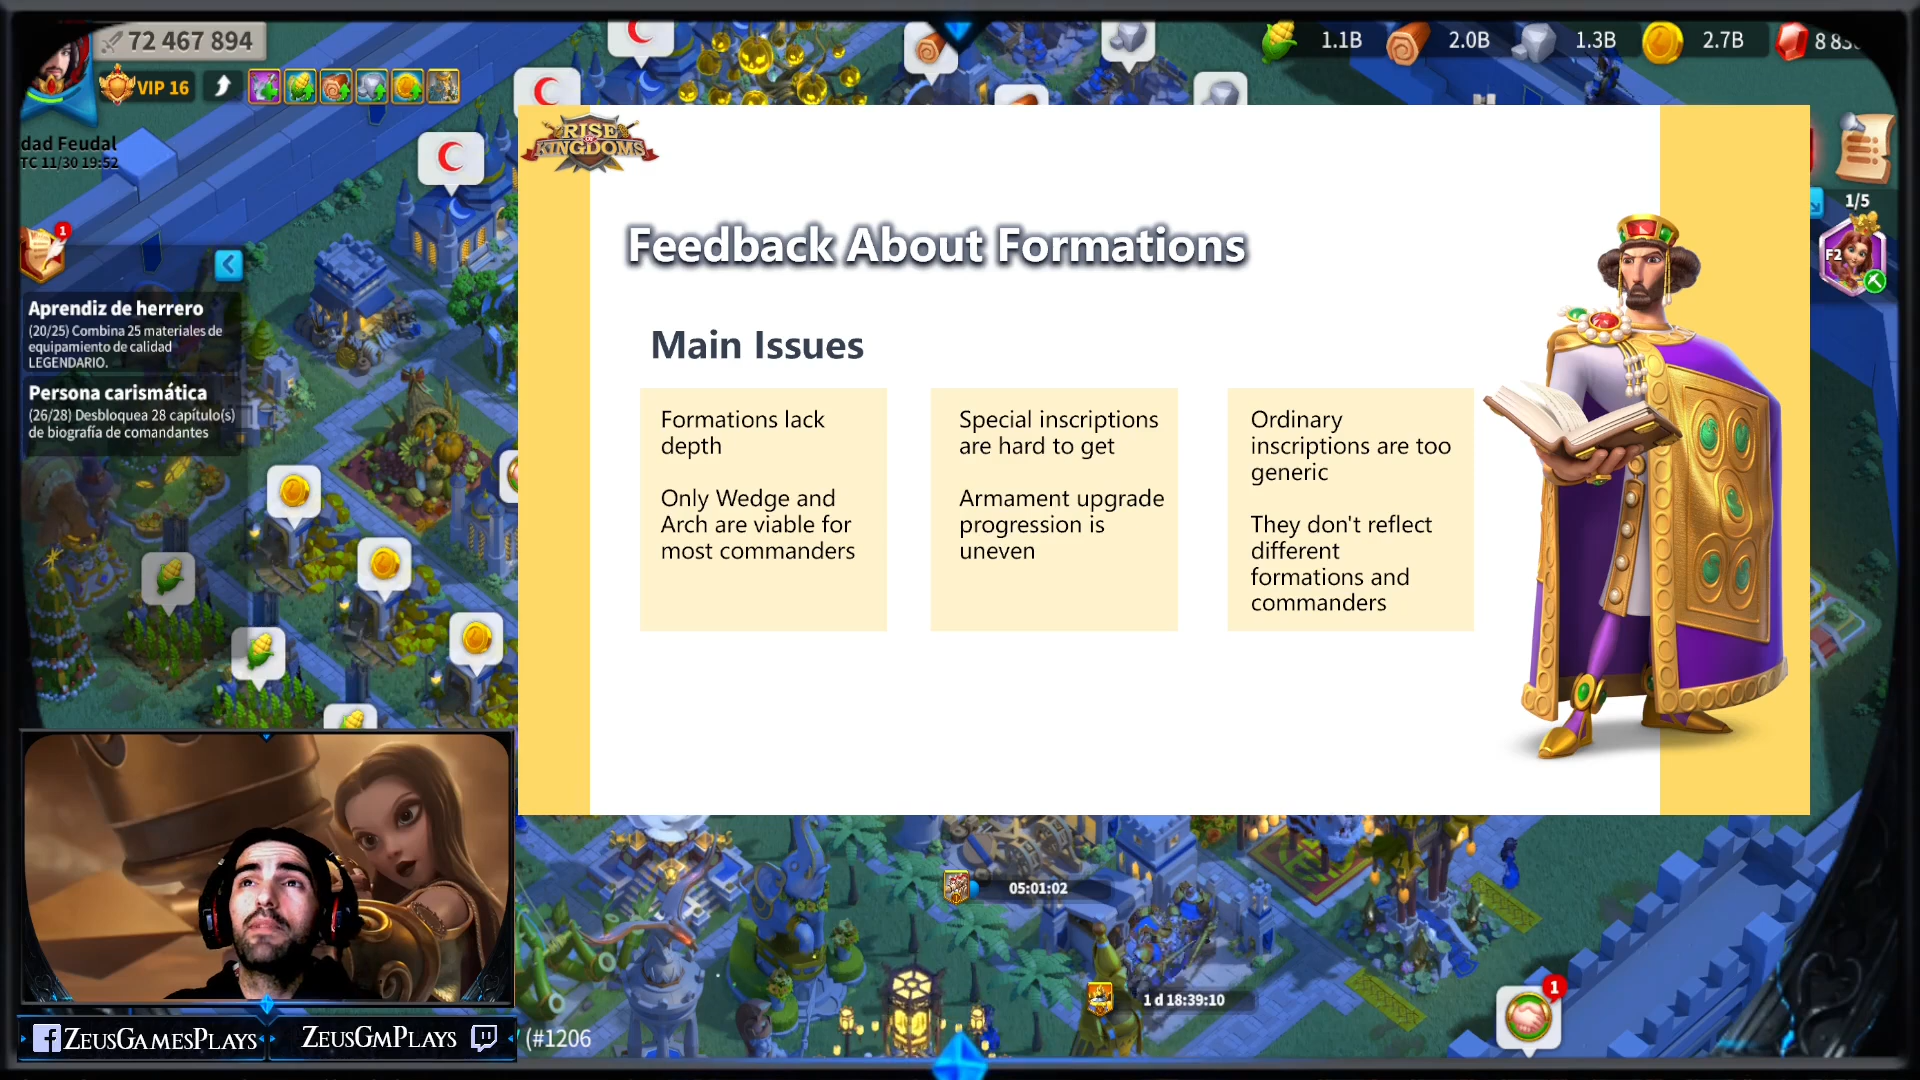 72 467 894
VIP 16
1.1B
2.0B
1.3B
2.7B
dad Feudal
TC 11/30 19:52
1
Aprendiz de herrero
(20/25) Combina 25 materiales de
equipamiento de calidad
LEGENDARIO.
Persona carismática
(26/28) Desbloquea 28 capítulo(s)
de biografía de comandantes
RISE OF
KINGDOMS
Feedback About Formations
Main Issues
Formations lack
depth
Only Wedge and
Arch are viable for
most commanders
Special inscriptions
are hard to get
Armament upgrade
progression is
uneven
Ordinary
inscriptions are too
generic
They don't reflect
different
formations and
commanders
1/5
F2
05:01:02
1 d 18:39:10
1
ZEUSGAMESPLAYS
ZEUSGMPLAYS
(#1206